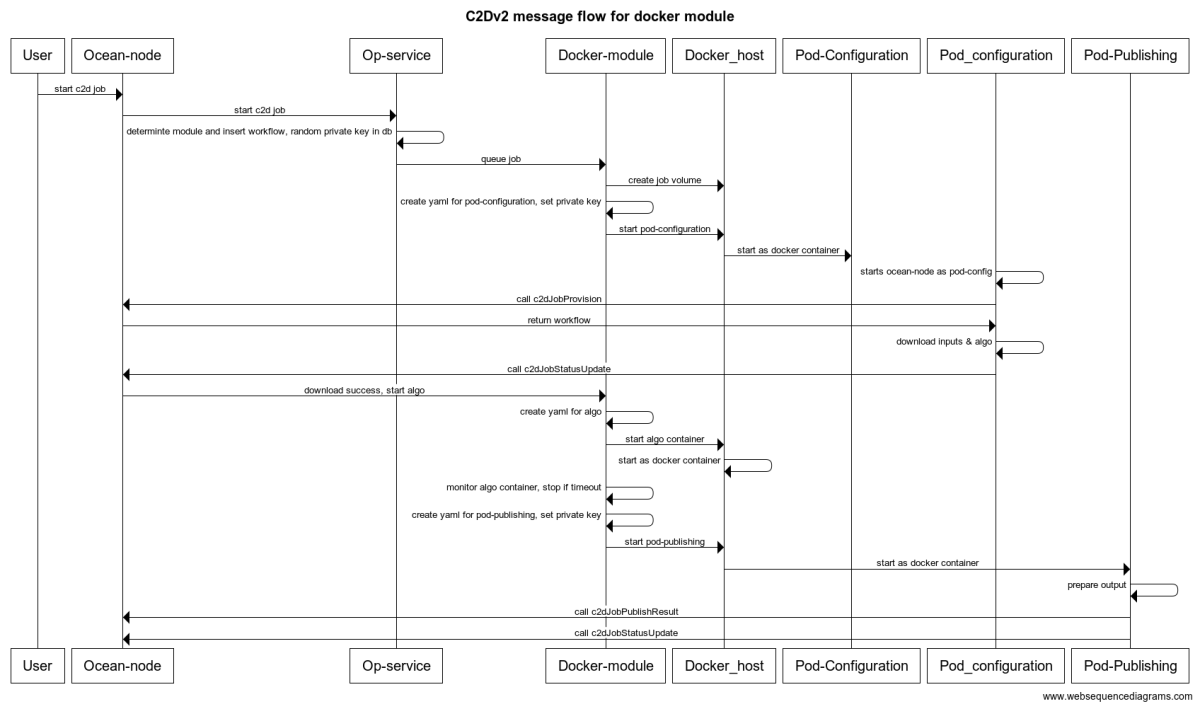 C2Dv2 message flow for docker module
User
Ocean-node
Op-service
Docker-module
Docker_host
Pod-Configuration
Pod_configuration
Pod-Publishing
start c2d job
start c2d job
determinte module and insert workflow, random private key in db
queue job
create job volume
create yaml for pod-configuration, set private key
start pod-configuration
start as docker container
starts ocean-node as pod-config
call c2dJobProvision
return workflow
download inputs & algo
call c2dJobStatusUpdate
download success, start algo
create yaml for algo
start algo container
start as docker container
monitor algo container, stop if timeout
create yaml for pod-publishing, set private key
start pod-publishing
start as docker container
prepare output
call c2dJobPublishResult
call c2dJobStatusUpdate
User
Ocean-node
Op-service
Docker-module
Docker_host
Pod-Configuration
Pod_configuration
Pod-Publishing
www.websequencediagrams.com